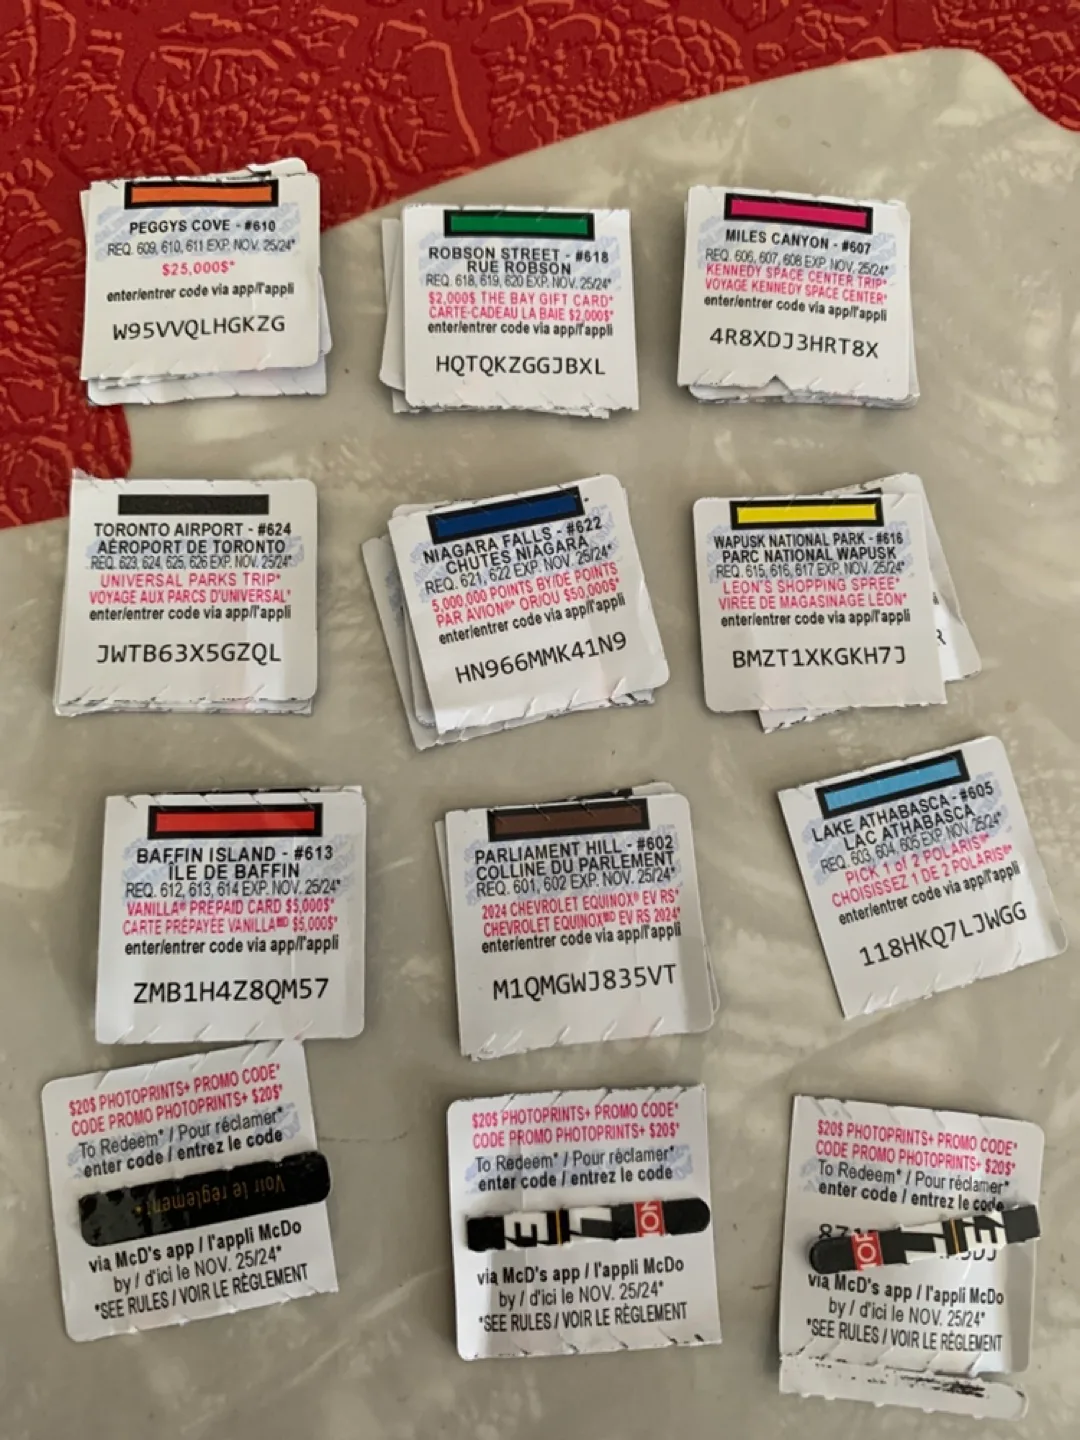 PEGGYS COVE - #610
REQ. 609, 610, 611 EXP. NOV. 25/24*
$25,000$*
enter/entrer code via app/l'appli
W95VVQLHGKZG
ROBSON STREET - #618
RUE ROBSON
REQ. 618, 619, 620 EXP. NOV. 25/24*
$2,000$ THE BAY GIFT CARD*
CARTE-CADEAU LA BAIE $2,000$*
enter/entrer code via app/l'appli
HQTQKZGGJBXL
MILES CANYON - #607
REQ. 606, 607, 608 EXP. NOV. 25/24*
KENNEDY SPACE CENTER TRIP*
VOYAGE KENNEDY SPACE CENTER*
enter/entrer code via app/l'appli
4R8XDJ3HRT8X
TORONTO AIRPORT - #624
AÉROPORT DE TORONTO
REQ. 623, 624, 625, 626 EXP. NOV. 25/24*
UNIVERSAL PARKS TRIP*
VOYAGE AUX PARCS D'UNIVERSAL*
enter/entrer code via app/l'appli
JWTB63X5GZQL
NIAGARA FALLS - #622
CHUTES NIAGARA
REQ. 621, 622 EXP. NOV. 25/24*
5,000,000 POINTS BY/DE POINTS
PAR AVION®* OR/OU $50,000$*
enter/entrer code via app/l'appli
HN966MMK41N9
WAPUSK NATIONAL PARK - #616
PARC NATIONAL WAPUSK
REQ. 615, 616, 617 EXP. NOV. 25/24*
LEON'S SHOPPING SPREE*
VIRÉE DE MAGASINAGE LÉON*
enter/entrer code via app/l'appli
BMZT1XKGKH7J
R
BAFFIN ISLAND - #613
ÎLE DE BAFFIN
REQ. 612, 613, 614 EXP. NOV. 25/24*
VANILLA® PREPAID CARD $5,000$*
CARTE PRÉPAYÉE VANILLAᴹᴰ $5,000$*
enter/entrer code via app/l'appli
ZMB1H4Z8QM57
PARLIAMENT HILL - #602
COLLINE DU PARLEMENT
REQ. 601, 602 EXP. NOV. 25/24*
2024 CHEVROLET EQUINOX® EV RS*
CHEVROLET EQUINOXᴹᴰ EV RS 2024*
enter/entrer code via app/l'appli
M1QMGWJ835VT
LAKE ATHABASCA - #605
LAC ATHABASCA
REQ. 603, 604, 605 EXP. NOV. 25/24*
PICK 1 of 2 POLARIS®*
CHOISISSEZ 1 DE 2 POLARIS®*
enter/entrer code via app/l'appli
118HKQ7LJWGG
$20$ PHOTOPRINTS+ PROMO CODE*
CODE PROMO PHOTOPRINTS+ $20$*
To Redeem* / Pour réclamer*
enter code / entrez le code
Voir le règlement.*
via McD's app / l'appli McDo
by / d'ici le NOV. 25/24*
*SEE RULES / VOIR LE RÈGLEMENT
$20$ PHOTOPRINTS+ PROMO CODE*
CODE PROMO PHOTOPRINTS+ $20$*
To Redeem* / Pour réclamer*
enter code / entrez le code
via McD's app / l'appli McDo
by / d'ici le NOV. 25/24*
*SEE RULES / VOIR LE RÈGLEMENT
$20$ PHOTOPRINTS+ PROMO CODE*
CODE PROMO PHOTOPRINTS+ $20$*
To Redeem* / Pour réclamer*
enter code / entrez le code
via McD's app / l'appli McDo
by / d'ici le NOV. 25/24*
*SEE RULES / VOIR LE RÈGLEMENT